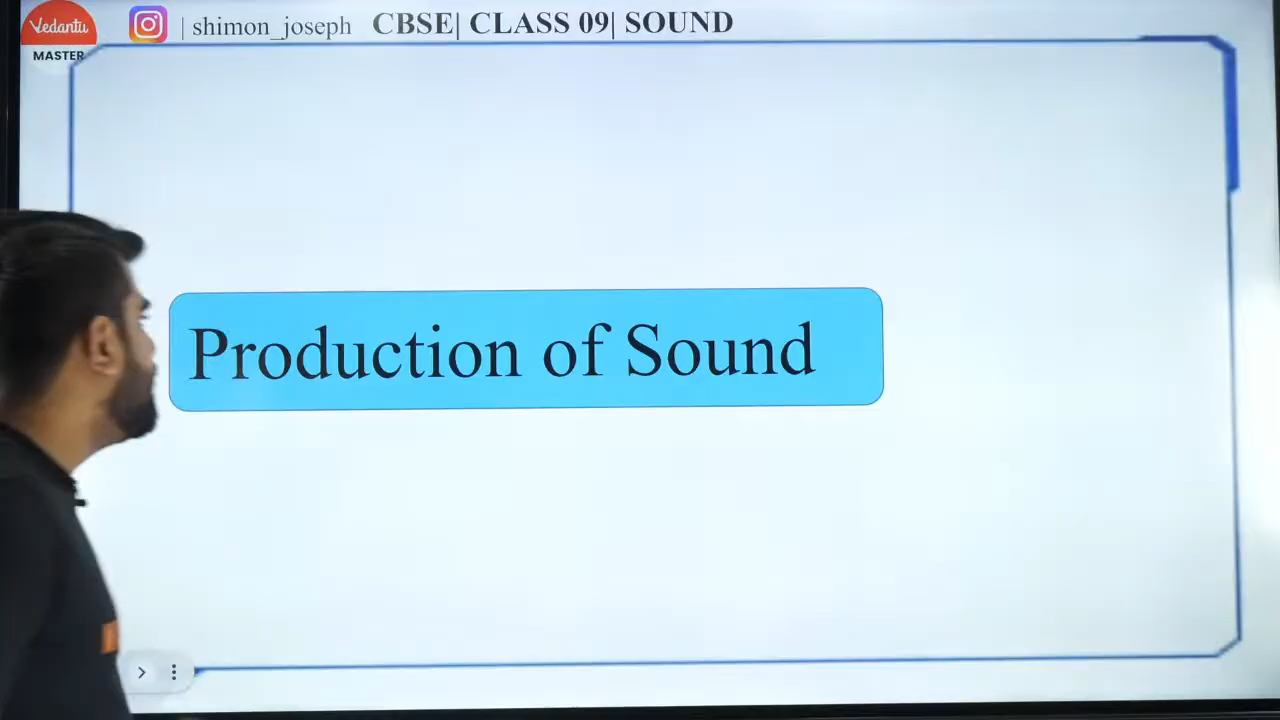 Vedantu
MASTER
| shimon_joseph
CBSE| CLASS 09| SOUND
Production of Sound